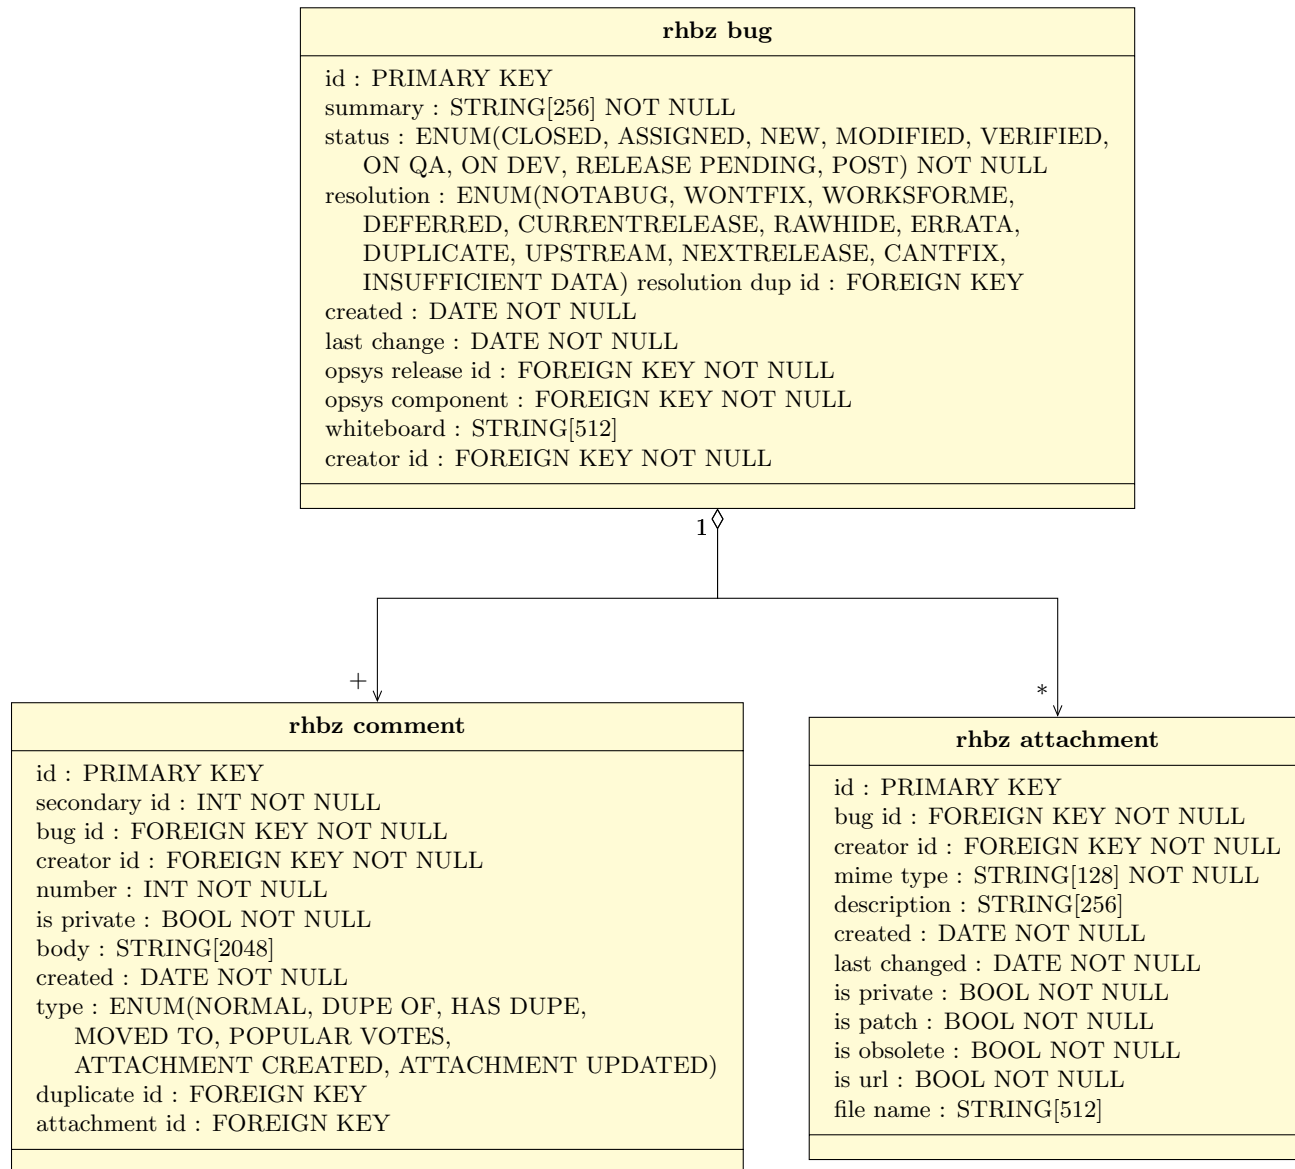 rhbz bug
id : PRIMARY KEY
summary : STRING[256] NOT NULL
status : ENUM(CLOSED, ASSIGNED, NEW, MODIFIED, VERIFIED,
ON QA, ON DEV, RELEASE PENDING, POST) NOT NULL
resolution : ENUM(NOTABUG, WONTFIX, WORKSFORME,
DEFERRED, CURRENTRELEASE, RAWHIDE, ERRATA,
DUPLICATE, UPSTREAM, NEXTRELEASE, CANTFIX,
INSUFFICIENT DATA) resolution dup id : FOREIGN KEY
created : DATE NOT NULL
last change : DATE NOT NULL
opsys release id : FOREIGN KEY NOT NULL
opsys component : FOREIGN KEY NOT NULL
whiteboard : STRING[512]
creator id : FOREIGN KEY NOT NULL
1
+
*
rhbz comment
id : PRIMARY KEY
secondary id : INT NOT NULL
bug id : FOREIGN KEY NOT NULL
creator id : FOREIGN KEY NOT NULL
number : INT NOT NULL
is private : BOOL NOT NULL
body : STRING[2048]
created : DATE NOT NULL
type : ENUM(NORMAL, DUPE OF, HAS DUPE,
MOVED TO, POPULAR VOTES,
ATTACHMENT CREATED, ATTACHMENT UPDATED)
duplicate id : FOREIGN KEY
attachment id : FOREIGN KEY
rhbz attachment
id : PRIMARY KEY
bug id : FOREIGN KEY NOT NULL
creator id : FOREIGN KEY NOT NULL
mime type : STRING[128] NOT NULL
description : STRING[256]
created : DATE NOT NULL
last changed : DATE NOT NULL
is private : BOOL NOT NULL
is patch : BOOL NOT NULL
is obsolete : BOOL NOT NULL
is url : BOOL NOT NULL
file name : STRING[512]